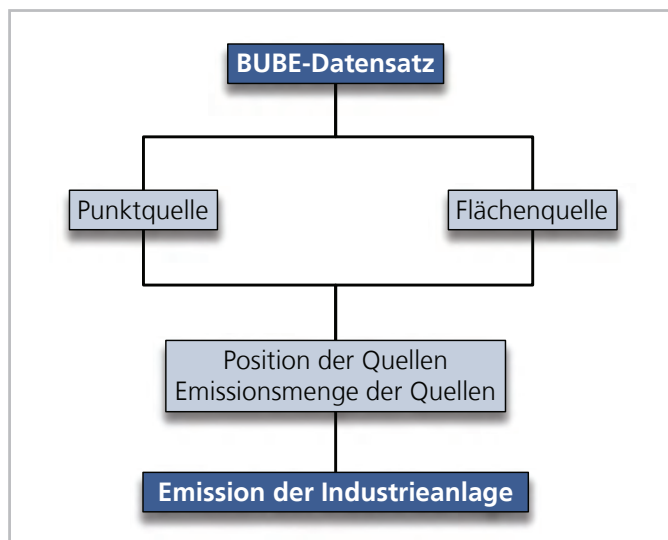 BUBE-Datensatz
Punktquelle
Flächenquelle
Position der Quellen
Emissionsmenge der Quellen
Emission der Industrieanlage